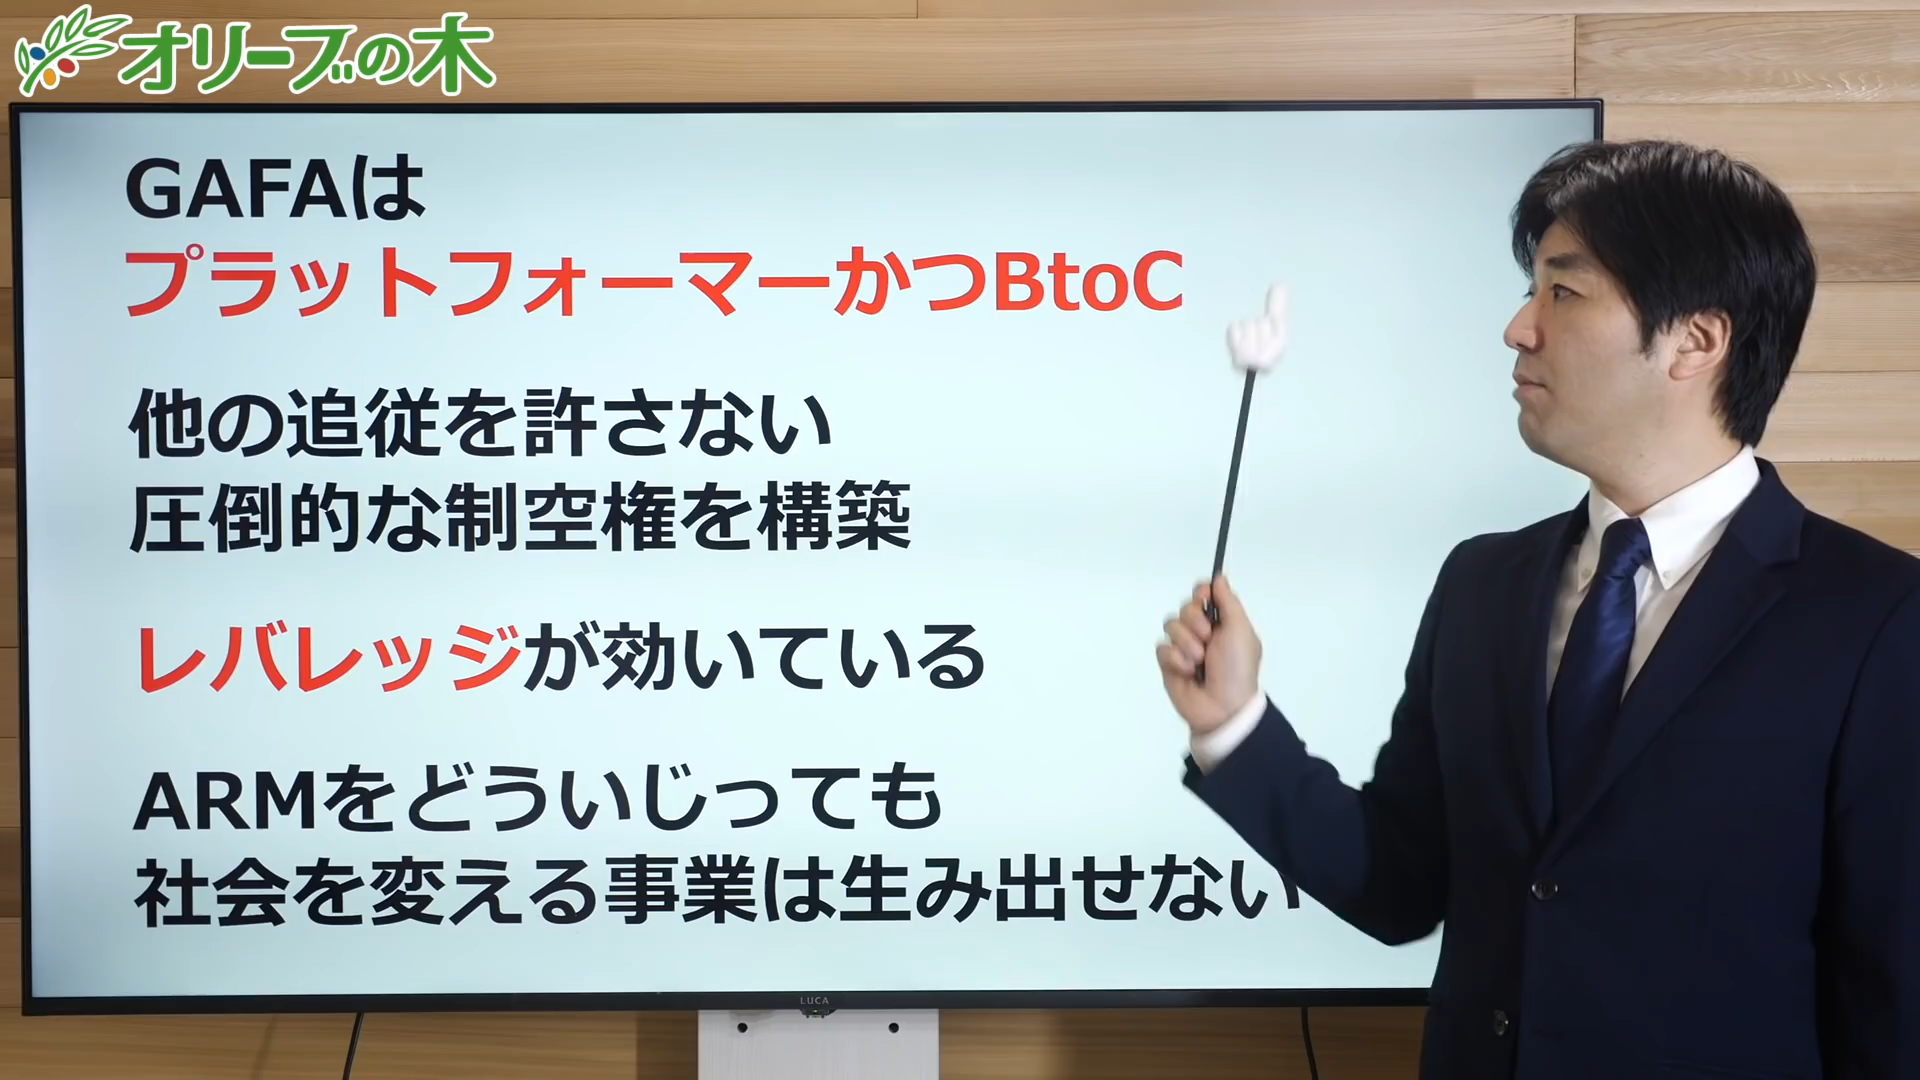 オリーブの木
GAFAは
プラットフォーマーかつBtoC
他の追従を許さない
圧倒的な制空権を構築
レバレッジが効いている
ARMをどういじっても
社会を変える事業は生み出せない
LUCA